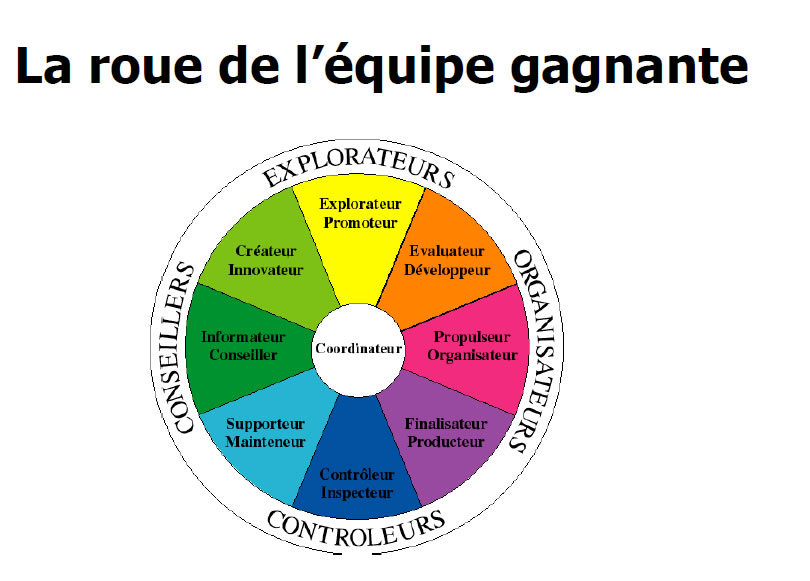 La roue de l’équipe gagnante
EXPLORATEURS
Explorateur
Promoteur
Créateur
Innovateur
Evaluateur
Développeur
CONSEILLERS
ORGANISATEURS
Informateur
Conseiller
Coordinateur
Propulseur
Organisateur
Supporteur
Mainteneur
Finalisateur
Producteur
Contrôleur
Inspecteur
CONTROLEURS